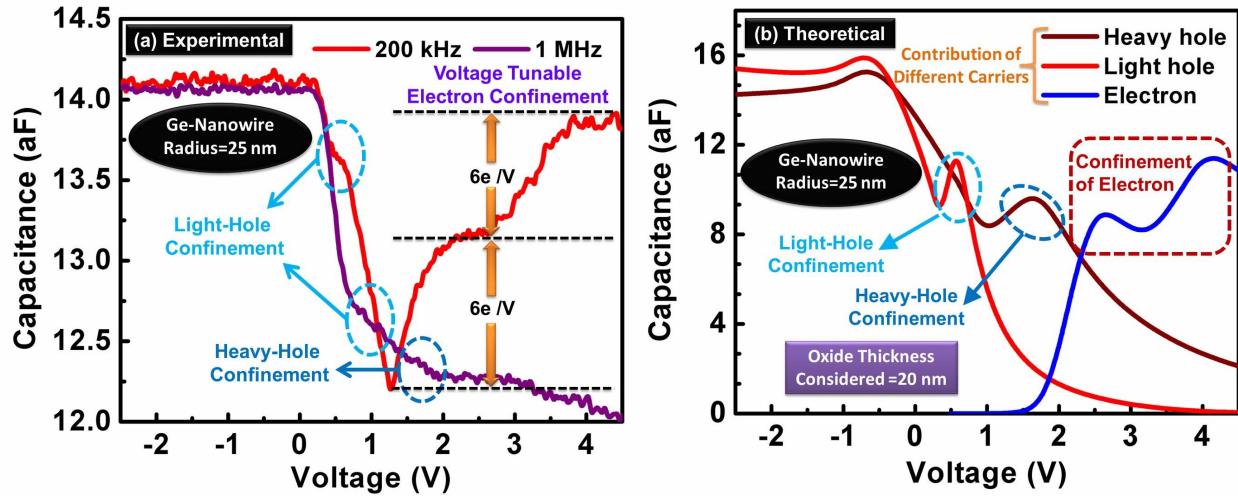 (a) Experimental
200 kHz
1 MHz
Voltage Tunable
Electron Confinement
Ge-Nanowire
Radius=25 nm
6e /V
6e /V
Light-Hole
Confinement
Heavy-Hole
Confinement
14.5
14.0
13.5
13.0
12.5
12.0
Capacitance (aF)
-2
-1
0
1
2
3
4
Voltage (V)
(b) Theoretical
Contribution of
Different Carriers
Heavy hole
Light hole
Electron
Ge-Nanowire
Radius=25 nm
Confinement
of Electron
Light-Hole
Confinement
Heavy-Hole
Confinement
Oxide Thickness
Considered =20 nm
16
12
8
4
0
Capacitance (aF)
-2
-1
0
1
2
3
4
Voltage (V)